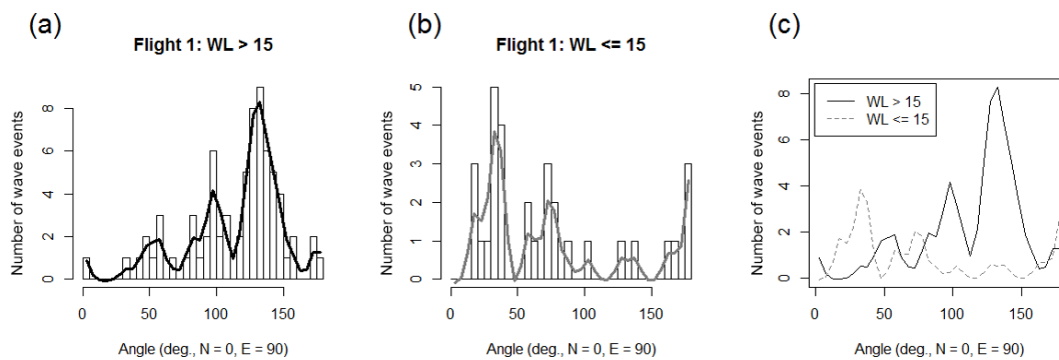 (a)
Flight 1: WL > 15
Number of wave events
0
2
4
6
8
0
50
100
150
Angle (deg., N = 0, E = 90)
(b)
Flight 1: WL <= 15
Number of wave events
0
1
2
3
4
5
0
50
100
150
Angle (deg., N = 0, E = 90)
(c)
WL > 15
WL <= 15
Number of wave events
0
2
4
6
8
0
50
100
150
Angle (deg., N = 0, E = 90)